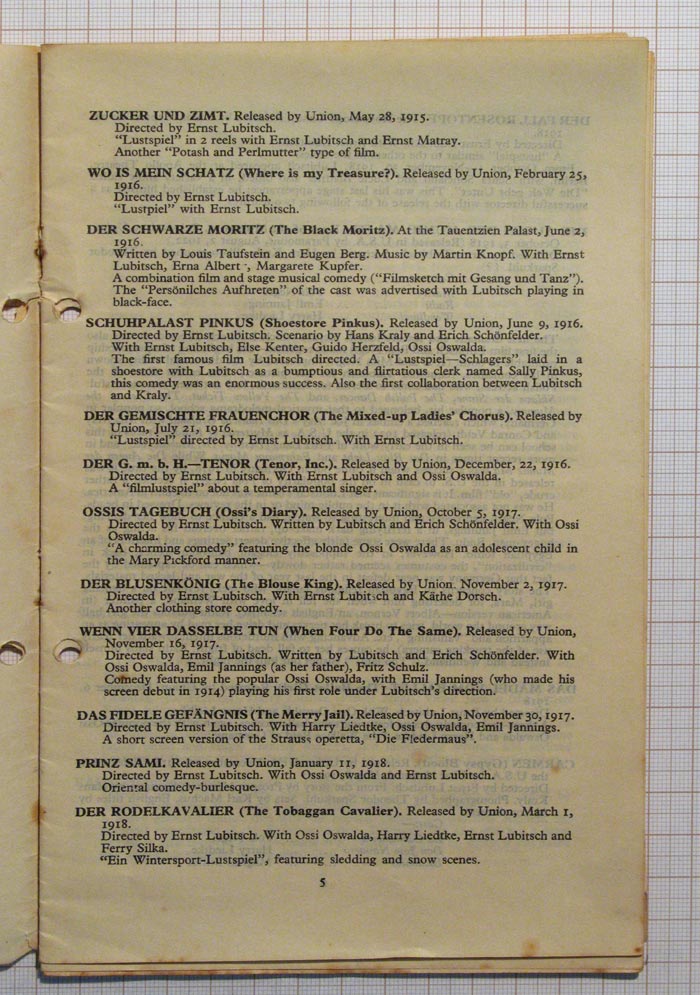 ZUCKER UND ZIMT. Released by Union, May 28, 1915.
Directed by Ernst Lubitsch.
“Lustspiel” in 2 reels with Ernst Lubitsch and Ernst Matray.
Another “Potash and Perlmutter” type of film.
WO IS MEIN SCHATZ (Where is my Treasure?). Released by Union, February 25,
1916.
Directed by Ernst Lubitsch.
“Lustpiel” with Ernst Lubitsch.
DER SCHWARZE MORITZ (The Black Moritz). At the Tauentzien Palast, June 2,
1916.
Written by Louis Taufstein and Eugen Berg. Music by Martin Knopf. With Ernst
Lubitsch, Erna Albert , Margarete Kupfer.
A combination film and stage musical comedy (“Filmsketch mit Gesang und Tanz”).
The “Persönilches Aufhreten” of the cast was advertised with Lubitsch playing in
black-face.
SCHUHPALAST PINKUS (Shoestore Pinkus). Released by Union, June 9, 1916.
Directed by Ernst Lubitsch. Scenario by Hans Kraly and Erich Schönfelder.
With Ernst Lubitsch, Else Kenter, Guido Herzfeld, Ossi Oswalda.
The first famous film Lubitsch directed. A “Lustspiel—Schlagers” laid in a
shoestore with Lubitsch as a bumptious and flirtatious clerk named Sally Pinkus,
this comedy was an enormous success. Also the first collaboration between Lubitsch
and Kraly.
DER GEMISCHTE FRAUENCHOR (The Mixed-up Ladies’ Chorus). Released by
Union, July 21, 1916.
“Lustspiel” directed by Ernst Lubitsch. With Ernst Lubitsch.
DER G. m. b. H.—TENOR (Tenor, Inc.). Released by Union, December, 22, 1916.
Directed by Ernst Lubitsch. With Ernst Lubitsch and Ossi Oswalda.
A “filmlustspiel” about a temperamental singer.
OSSIS TAGEBUCH (Ossi’s Diary). Released by Union, October 5, 1917.
Directed by Ernst Lubitsch. Written by Lubitsch and Erich Schönfelder. With Ossi
Oswalda.
“A charming comedy” featuring the blonde Ossi Oswalda as an adolescent child in
the Mary Pickford manner.
DER BLUSENKÖNIG (The Blouse King). Released by Union. November 2, 1917.
Directed by Ernst Lubitsch. With Ernst Lubitsch and Käthe Dorsch.
Another clothing store comedy.
WENN VIER DASSELBE TUN (When Four Do The Same). Released by Union,
November 16, 1917.
Directed by Ernst Lubitsch. Written by Lubitsch and Erich Schönfelder. With
Ossi Oswalda, Emil Jannings (as her father), Fritz Schulz.
Comedy featuring the popular Ossi Oswalda, with Emil Jannings (who made his
screen debut in 1914) playing his first role under Lubitsch’s direction.
DAS FIDELE GEFÄNGNIS (The Merry Jail). Released by Union, November 30, 1917.
Directed by Ernst Lubitsch. With Harry Liedtke, Ossi Oswalda, Emil Jannings.
A short screen version of the Strauss operetta, “Die Fledermaus”.
PRINZ SAMI. Released by Union, January 11, 1918.
Directed by Ernst Lubitsch. With Ossi Oswalda and Ernst Lubitsch.
Oriental comedy-burlesque.
DER RODELKAVALIER (The Tobaggan Cavalier). Released by Union, March 1,
1918.
Directed by Ernst Lubitsch. With Ossi Oswalda, Harry Liedtke, Ernst Lubitsch and
Ferry Silka.
“Ein Wintersport-Lustspiel”, featuring sledding and snow scenes.
5